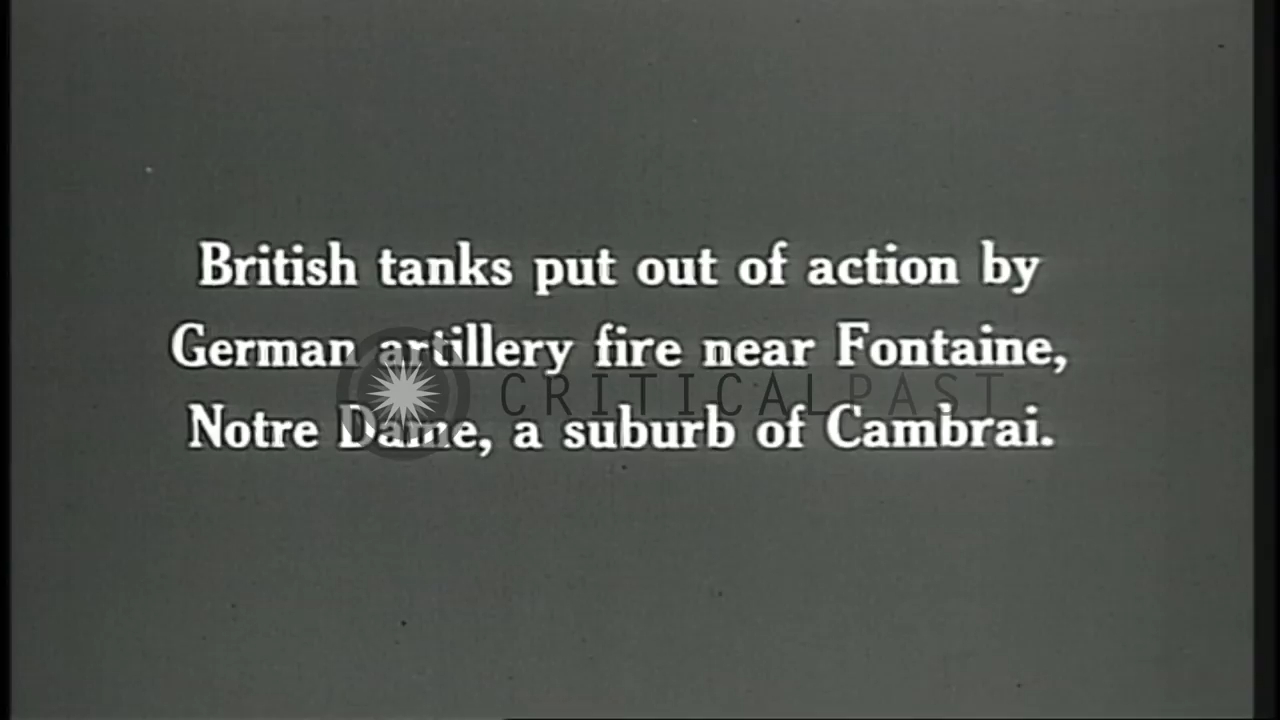 British tanks put out of action by
German artillery fire near Fontaine,
CRITICALPAST
Notre Dame, a suburb of Cambrai.